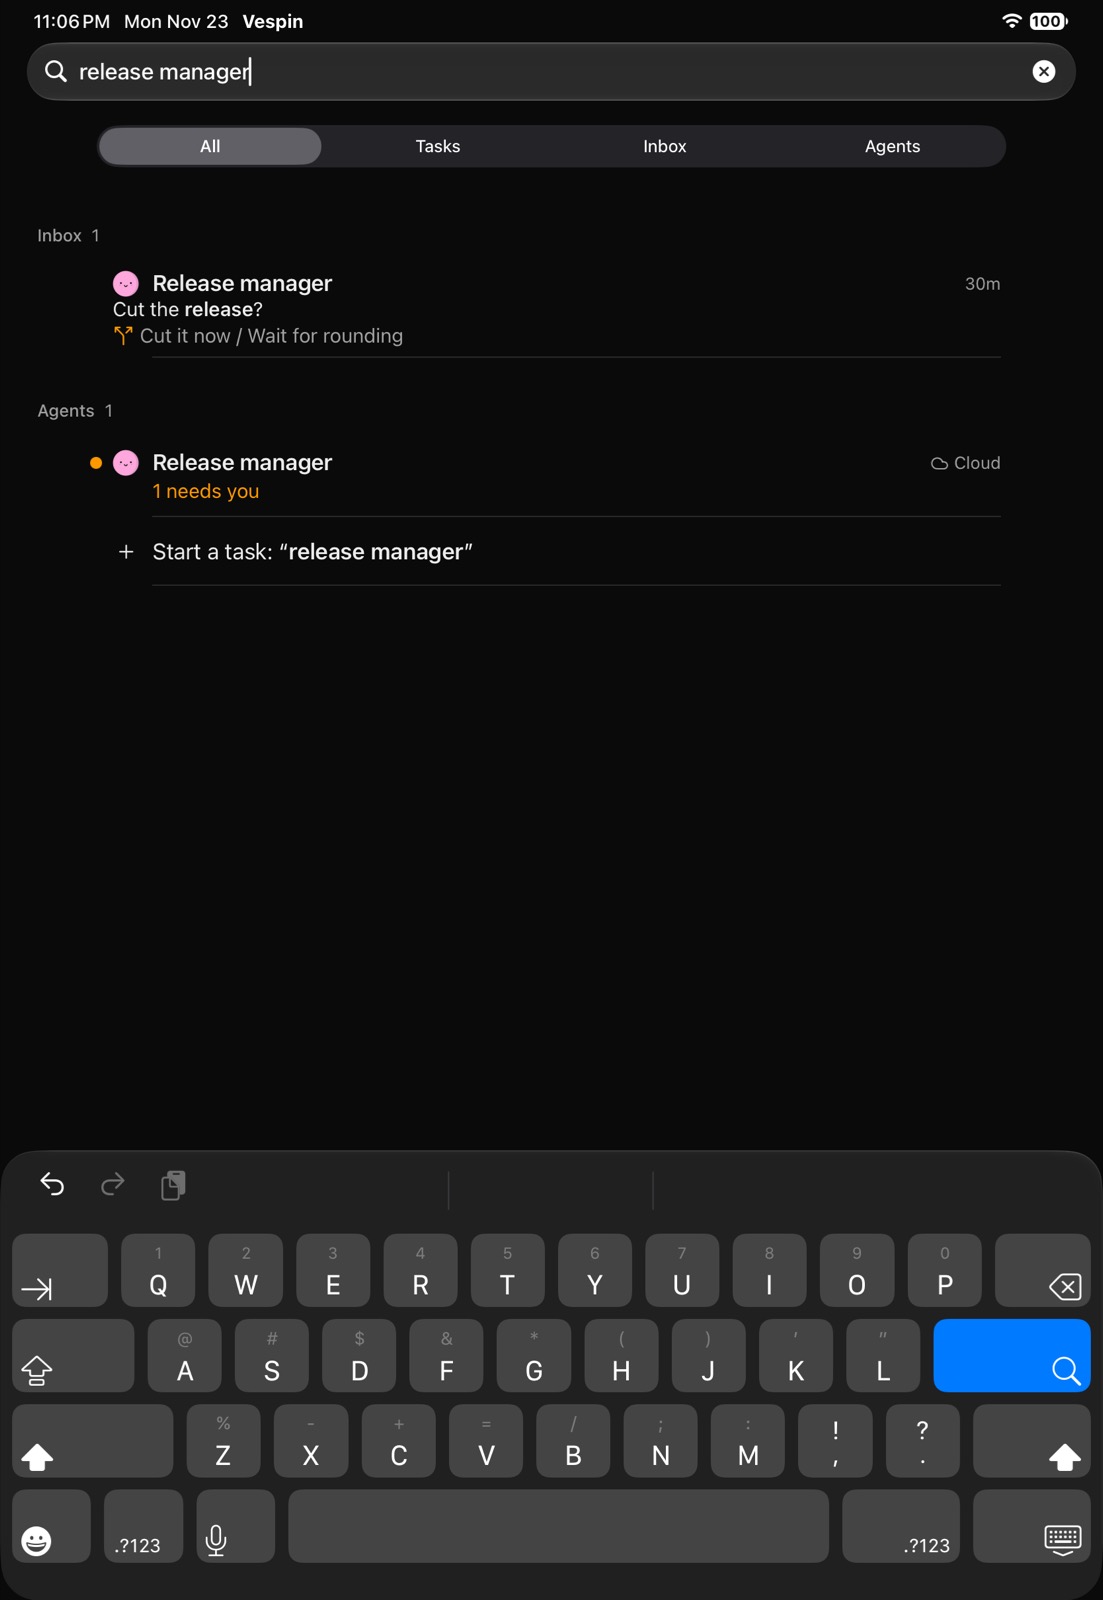 11:06 PM Mon Nov 23 Vespin
100
release manager
All Tasks Inbox Agents
Inbox 1
Release manager 30m
Cut the release?
Cut it now / Wait for rounding
Agents 1
Release manager Cloud
1 needs you
+ Start a task: “release manager”
1 2 3 4 5 6 7 8 9 0
Q W E R T Y U I O P
@ # $ & * ( ) ' "
A S D F G H J K L
% - + = / ; : ! ?
Z X C V B N M , .
.?123 .?123